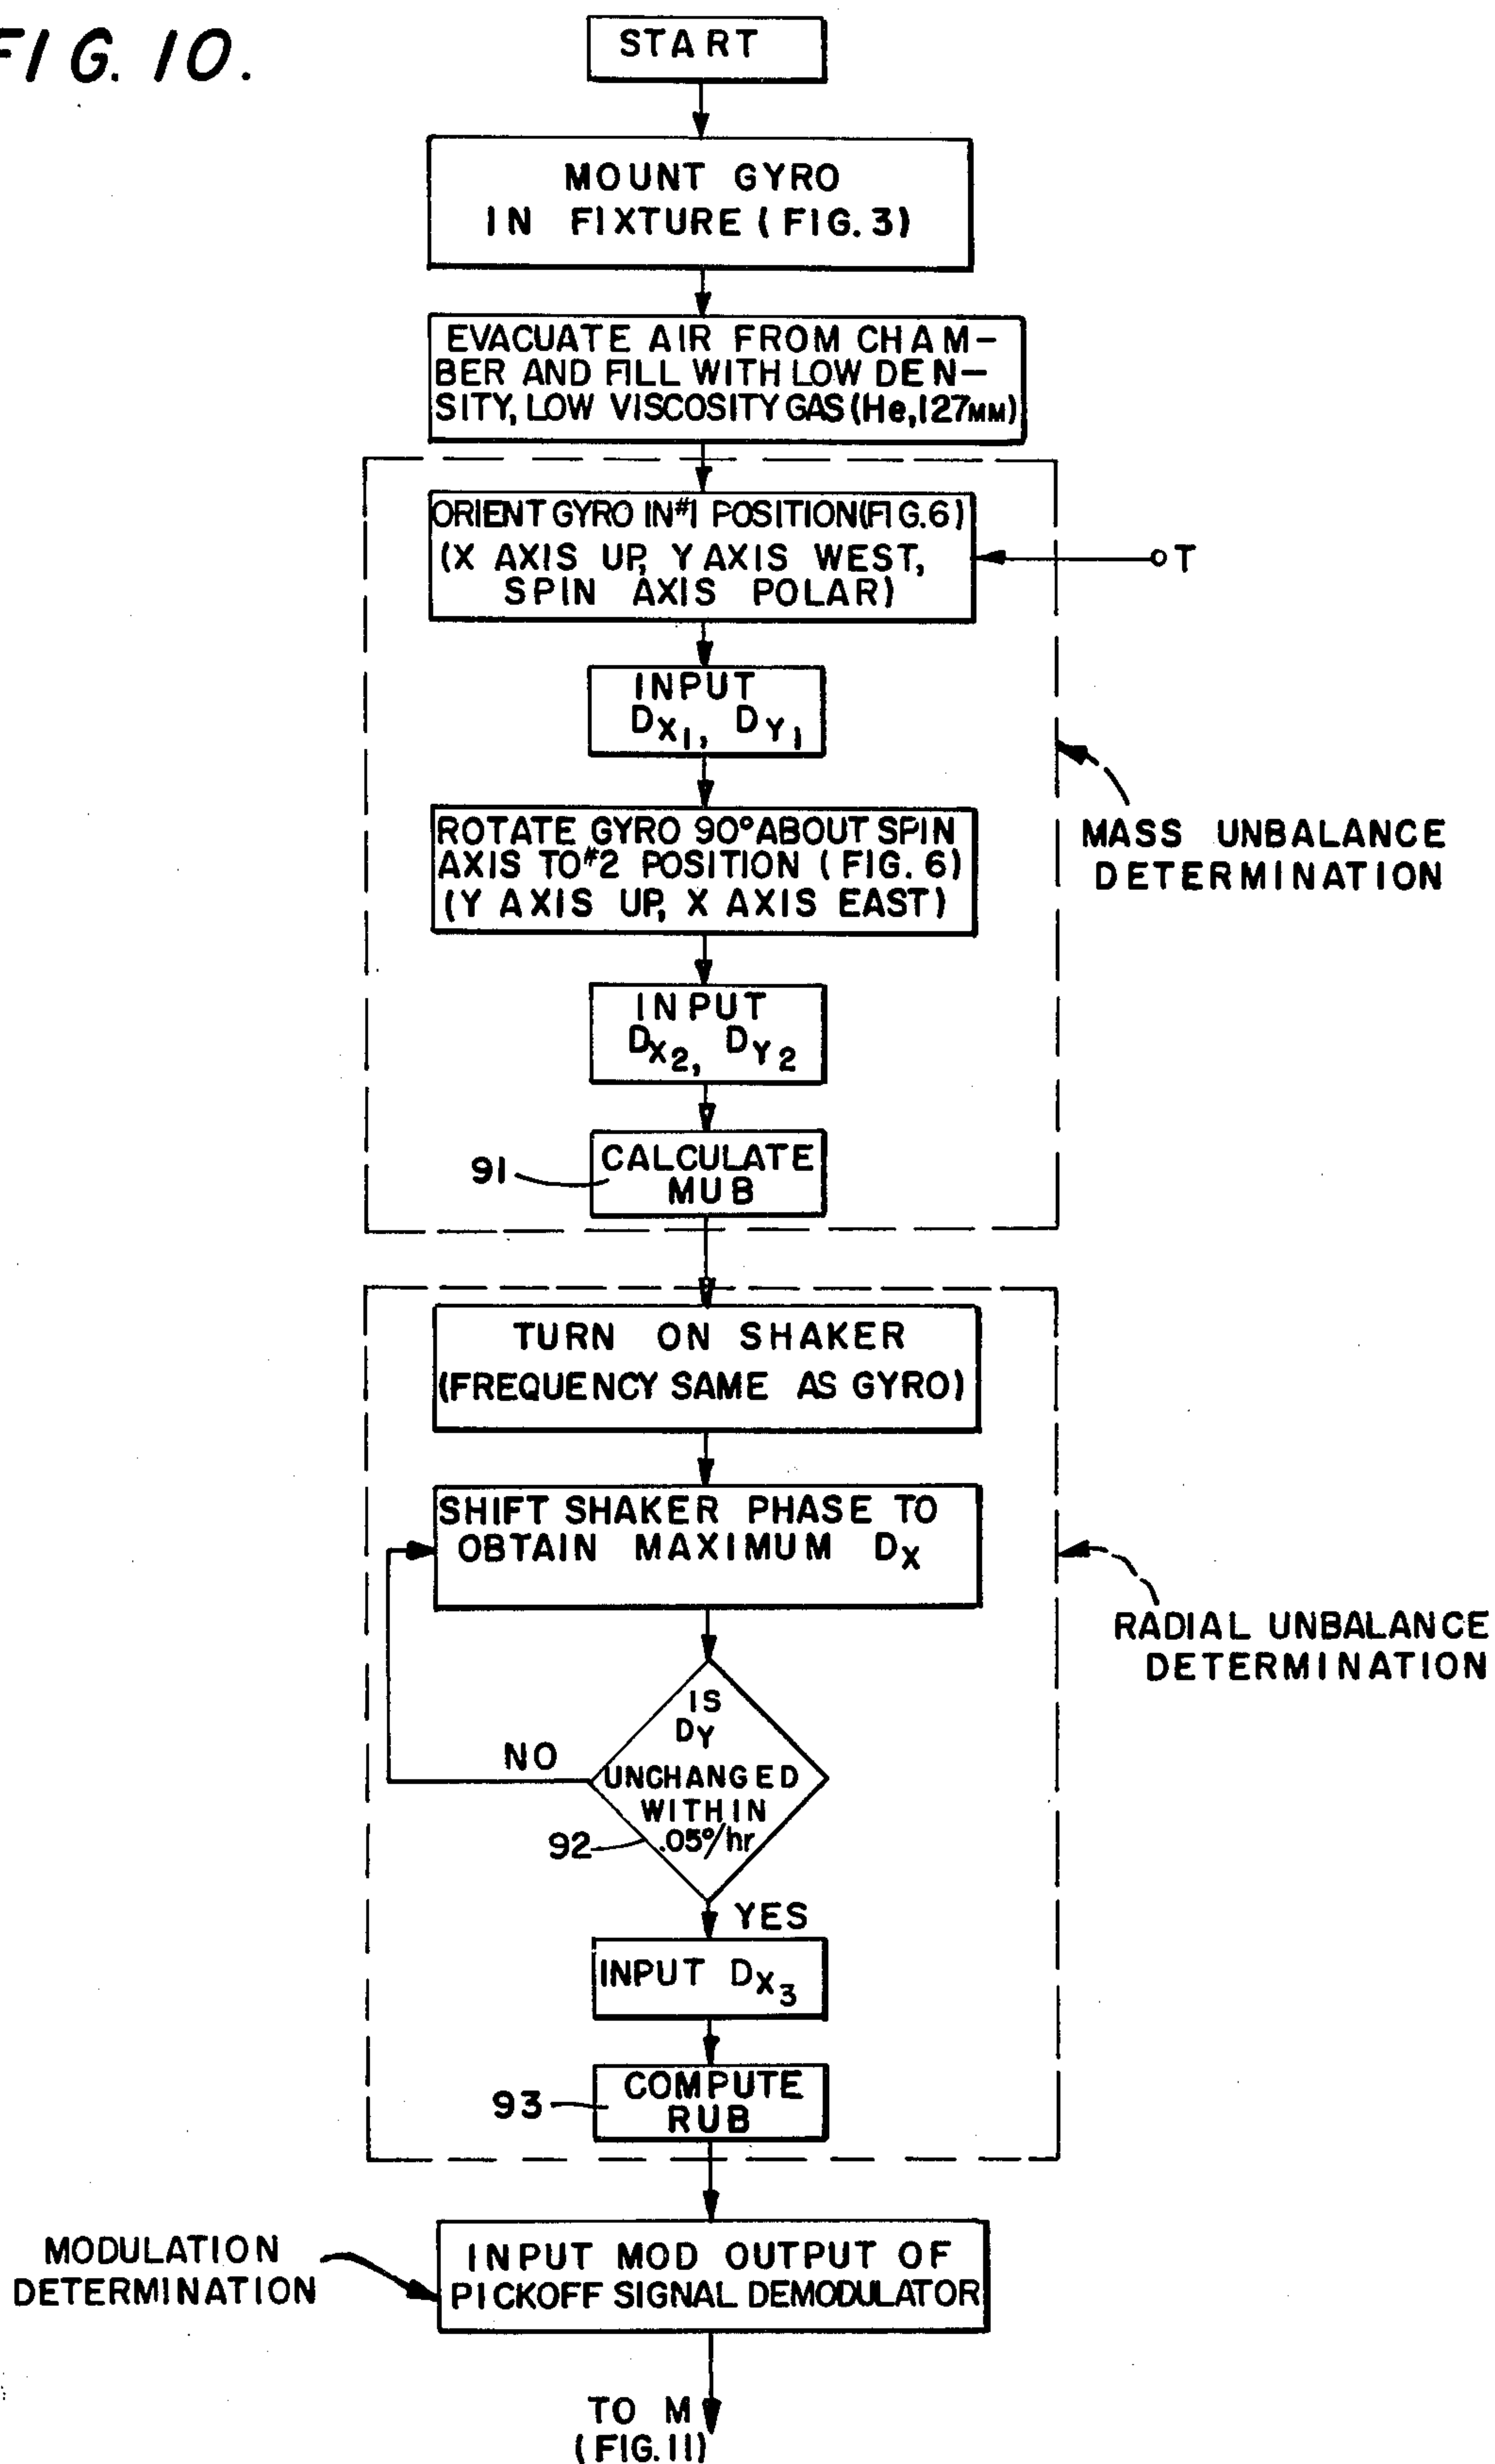 FIG. 10.
START
MOUNT GYRO
IN FIXTURE (FIG. 3)
EVACUATE AIR FROM CHAM-
BER AND FILL WITH LOW DEN-
SITY, LOW VISCOSITY GAS (He, 127MM)
ORIENT GYRO IN #1 POSITION (FIG. 6)
(X AXIS UP, Y AXIS WEST,
SPIN AXIS POLAR)
T
INPUT
DX1, DY1
ROTATE GYRO 90° ABOUT SPIN
AXIS TO #2 POSITION (FIG. 6)
(Y AXIS UP, X AXIS EAST)
MASS UNBALANCE
DETERMINATION
INPUT
DX2, DY2
91
CALCULATE
MUB
TURN ON SHAKER
(FREQUENCY SAME AS GYRO)
SHIFT SHAKER PHASE TO
OBTAIN MAXIMUM DX
RADIAL UNBALANCE
DETERMINATION
IS
DY
UNCHANGED
WITHIN
.05°/hr
NO
92
YES
INPUT DX3
93
COMPUTE
RUB
MODULATION
DETERMINATION
INPUT MOD OUTPUT OF
PICKOFF SIGNAL DEMODULATOR
TO M
(FIG. 11)